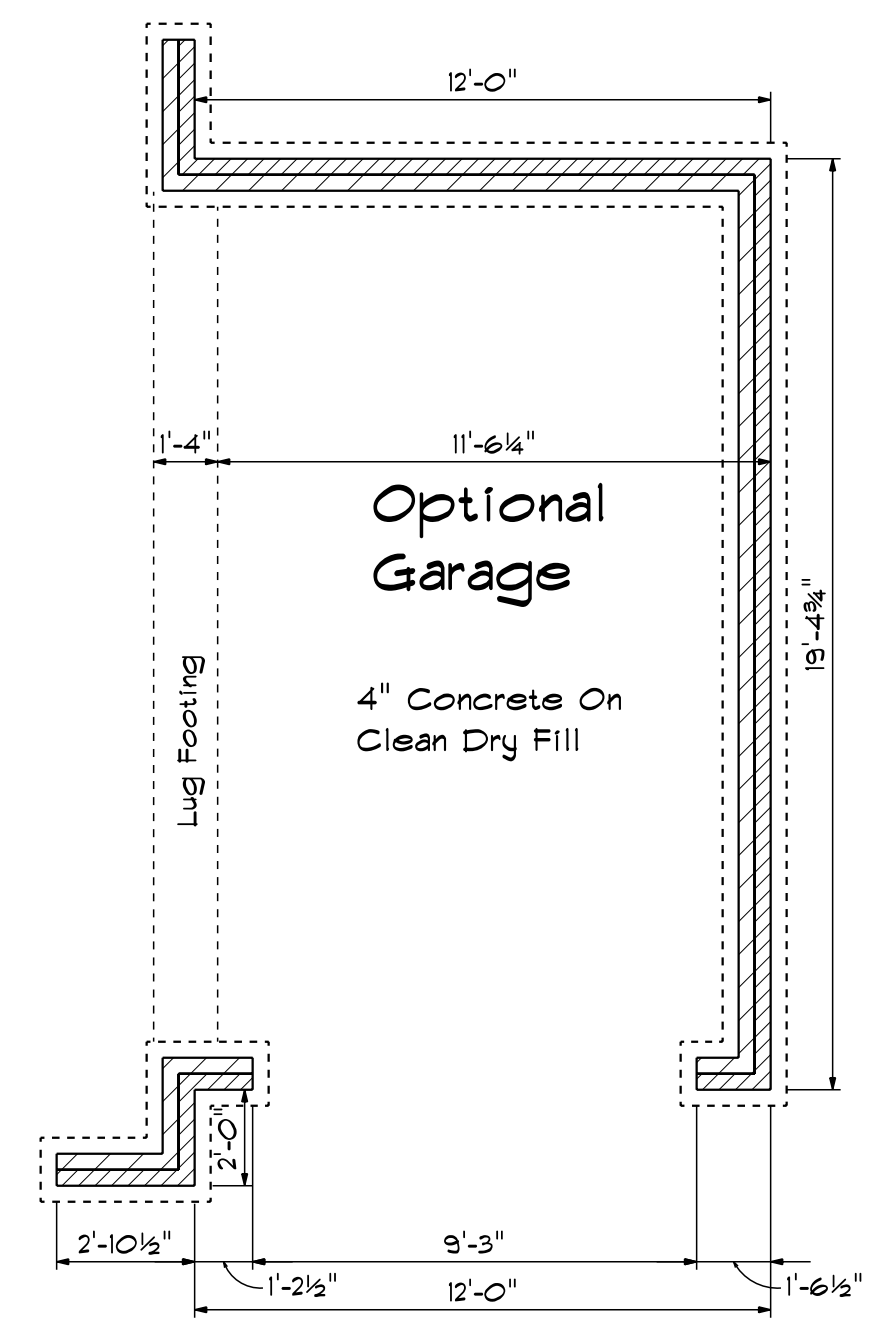 12'-0"
1'-4"
11'-6¼"
Optional
Garage
19'-4¾"
4" Concrete On
Clean Dry Fill
Lug Footing
2'-0"
2'-10½"
9'-3"
1'-2½"
12'-0"
1'-6½"